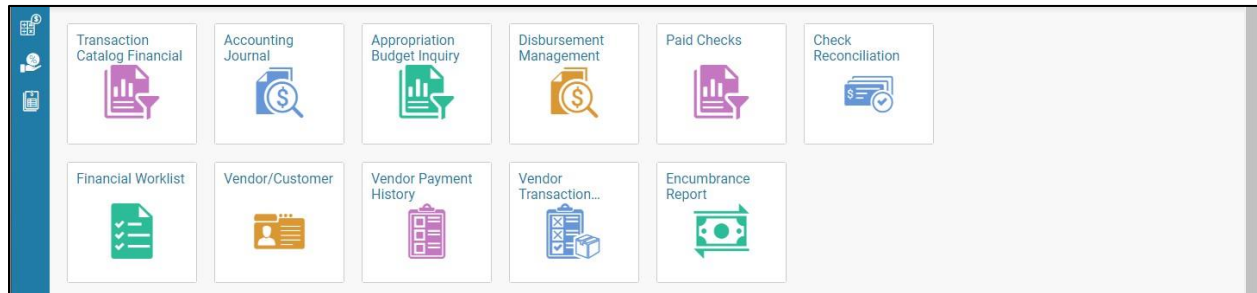 Transaction
Catalog Financial
Accounting
Journal
Appropriation
Budget Inquiry
Disbursement
Management
Paid Checks
Check
Reconciliation
Financial Worklist
Vendor/Customer
Vendor Payment
History
Vendor
Transaction...
Encumbrance
Report